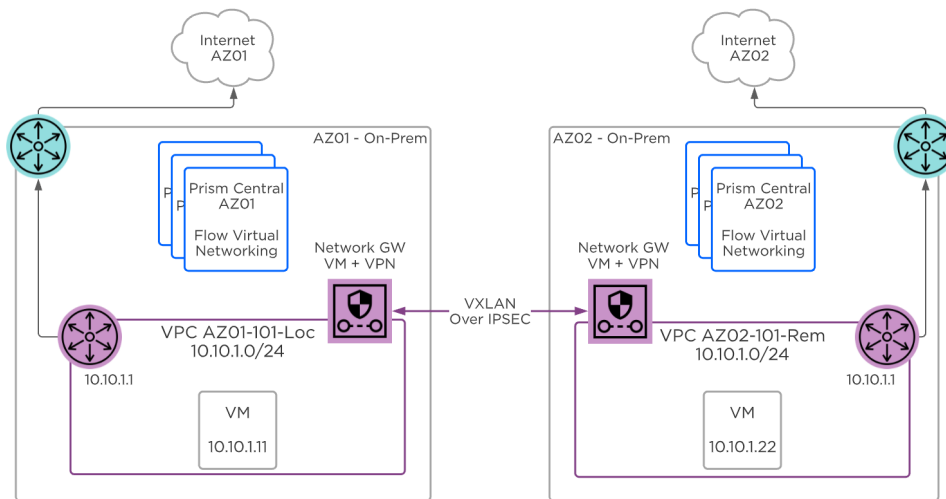 Internet
AZ01
Internet
AZ02
AZ01 - On-Prem
AZ02 - On-Prem
P
P
Prism Central
AZ01
Flow Virtual
Networking
P
P
Prism Central
AZ02
Flow Virtual
Networking
Network GW
VM + VPN
Network GW
VM + VPN
VXLAN
Over IPSEC
VPC AZ01-101-Loc
10.10.1.0/24
VPC AZ02-101-Rem
10.10.1.0/24
10.10.1.1
10.10.1.1
VM
10.10.1.11
VM
10.10.1.22